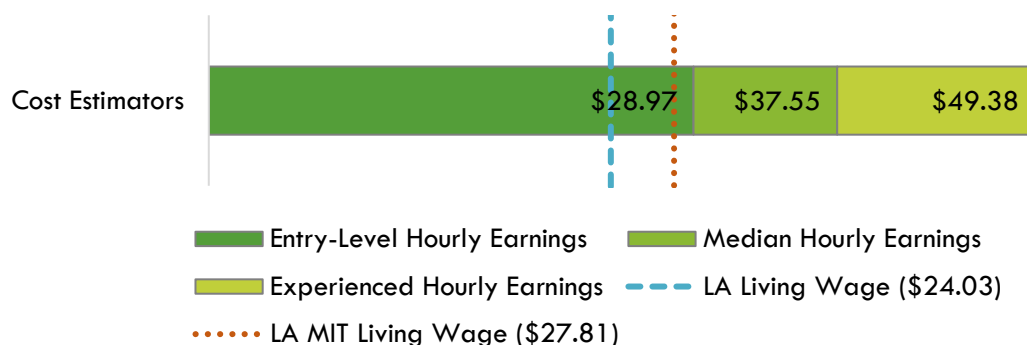 Cost Estimators $28.97 $37.55 $49.38
Entry-Level Hourly Earnings Median Hourly Earnings
Experienced Hourly Earnings LA Living Wage ($24.03)
LA MIT Living Wage ($27.81)